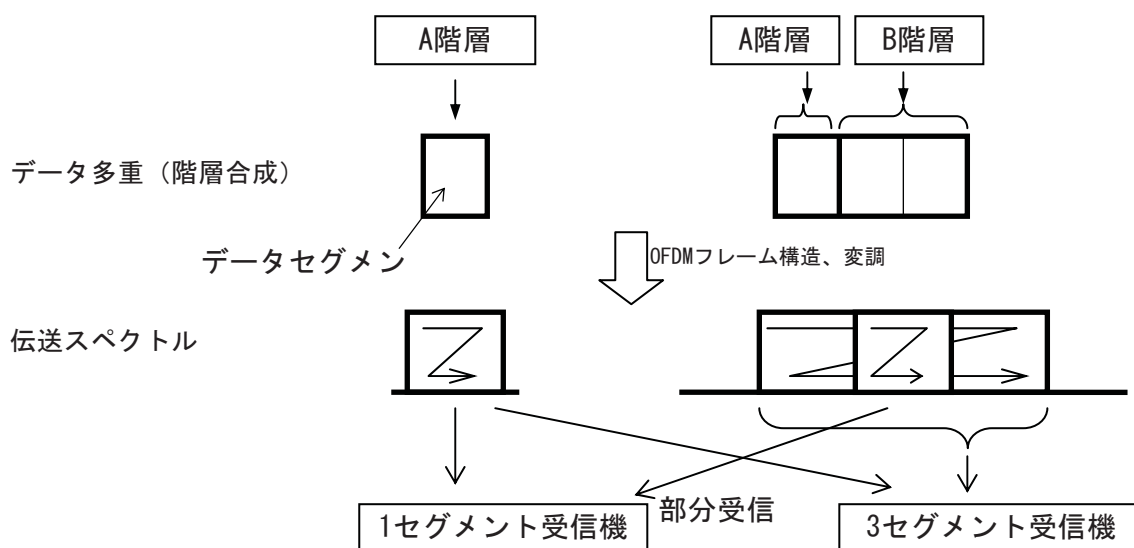 A階層
A階層
B階層
データ多重（階層合成）
データセグメン
OFDMフレーム構造、変調
伝送スペクトル
部分受信
1セグメント受信機
3セグメント受信機